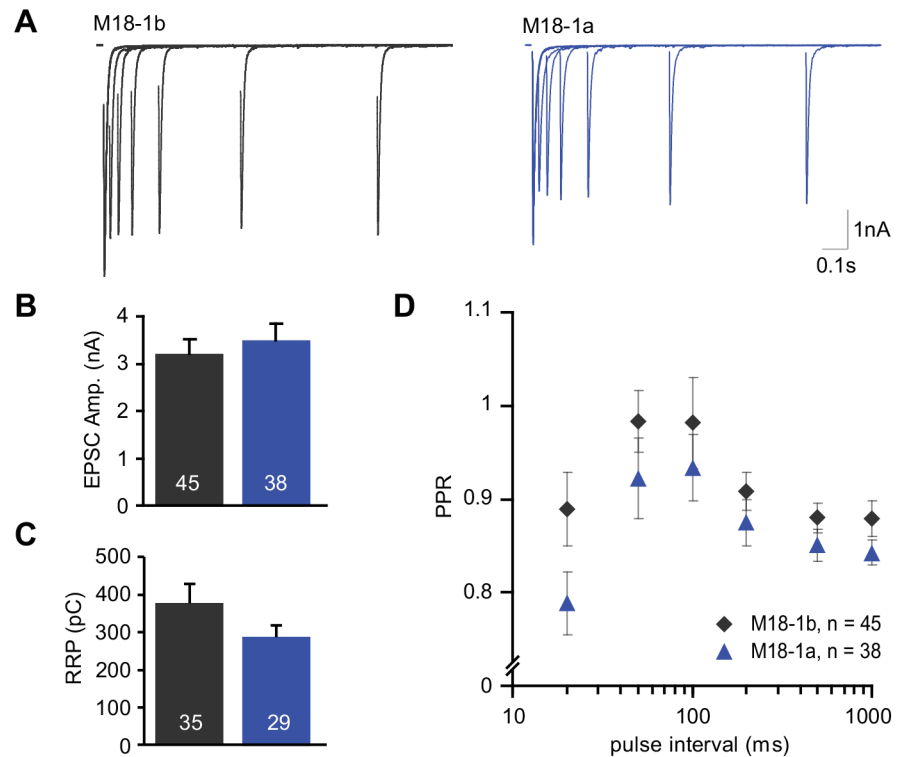 A
M18-1b
M18-1a
1nA
0.1s
B
EPSC Amp. (nA)
4
3
2
1
0
45
38
C
RRP (pC)
500
400
300
200
100
0
35
29
D
PPR
1.1
1
0.9
0.8
0
10
100
1000
pulse interval (ms)
M18-1b, n = 45
M18-1a, n = 38